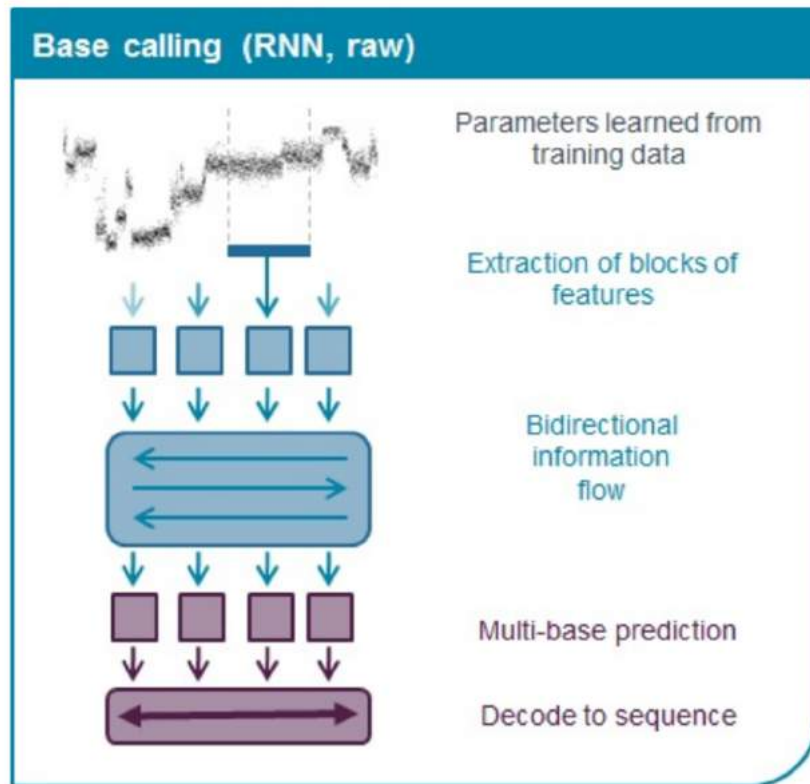 Base calling (RNN, raw)
Parameters learned from
training data
Extraction of blocks of
features
Bidirectional
information
flow
Multi-base prediction
Decode to sequence